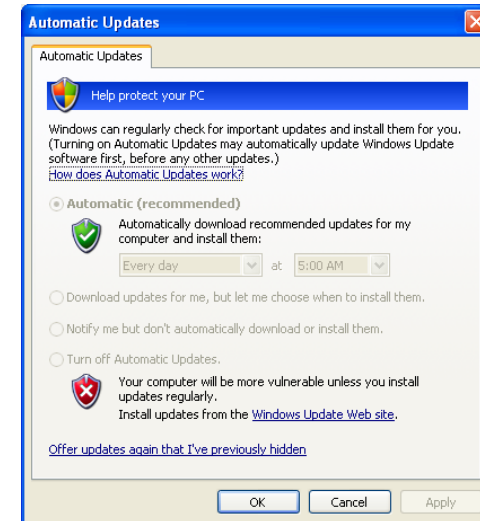 Automatic Updates
Automatic Updates
Help protect your PC
Windows can regularly check for important updates and install them for you.
(Turning on Automatic Updates may automatically update Windows Update
software first, before any other updates.)
How does Automatic Updates work?
Automatic (recommended)
Automatically download recommended updates for my
computer and install them:
Every day at 5:00 AM
Download updates for me, but let me choose when to install them.
Notify me but don't automatically download or install them.
Turn off Automatic Updates.
Your computer will be more vulnerable unless you install
updates regularly.
Install updates from the Windows Update Web site.
Offer updates again that I've previously hidden
OK Cancel Apply